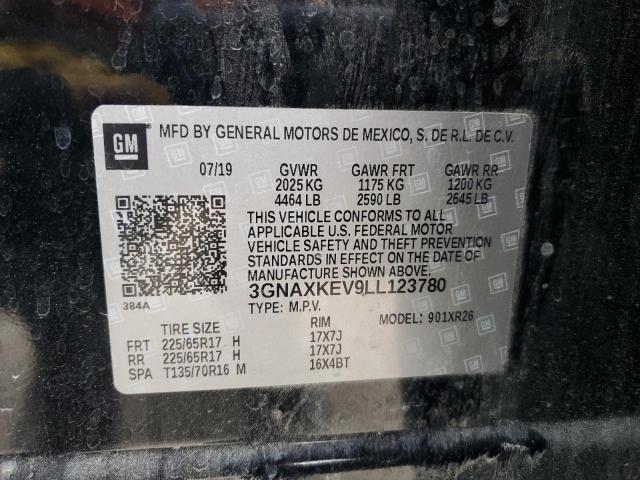 GM MFD BY GENERAL MOTORS DE MEXICO, S. DE R.L. DE C.V.
07/19 GVWR GAWR FRT GAWR RR
2025 KG 1175 KG 1200 KG
4464 LB 2590 LB 2645 LB
THIS VEHICLE CONFORMS TO ALL
APPLICABLE U.S. FEDERAL MOTOR
VEHICLE SAFETY AND THEFT PREVENTION
STANDARDS IN EFFECT ON THE DATE OF
MANUFACTURE SHOWN ABOVE.
3GNAXKEV9LL123780
384A TYPE: M.P.V.
MODEL: 901XR26
TIRE SIZE RIM
FRT 225/65R17 H 17X7J
RR 225/65R17 H 17X7J
SPA T135/70R16 M 16X4BT